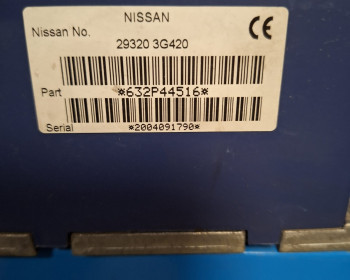 NISSAN
Nissan No. CE
29320 3G420
Part *632P44516*
Serial *2004091790*